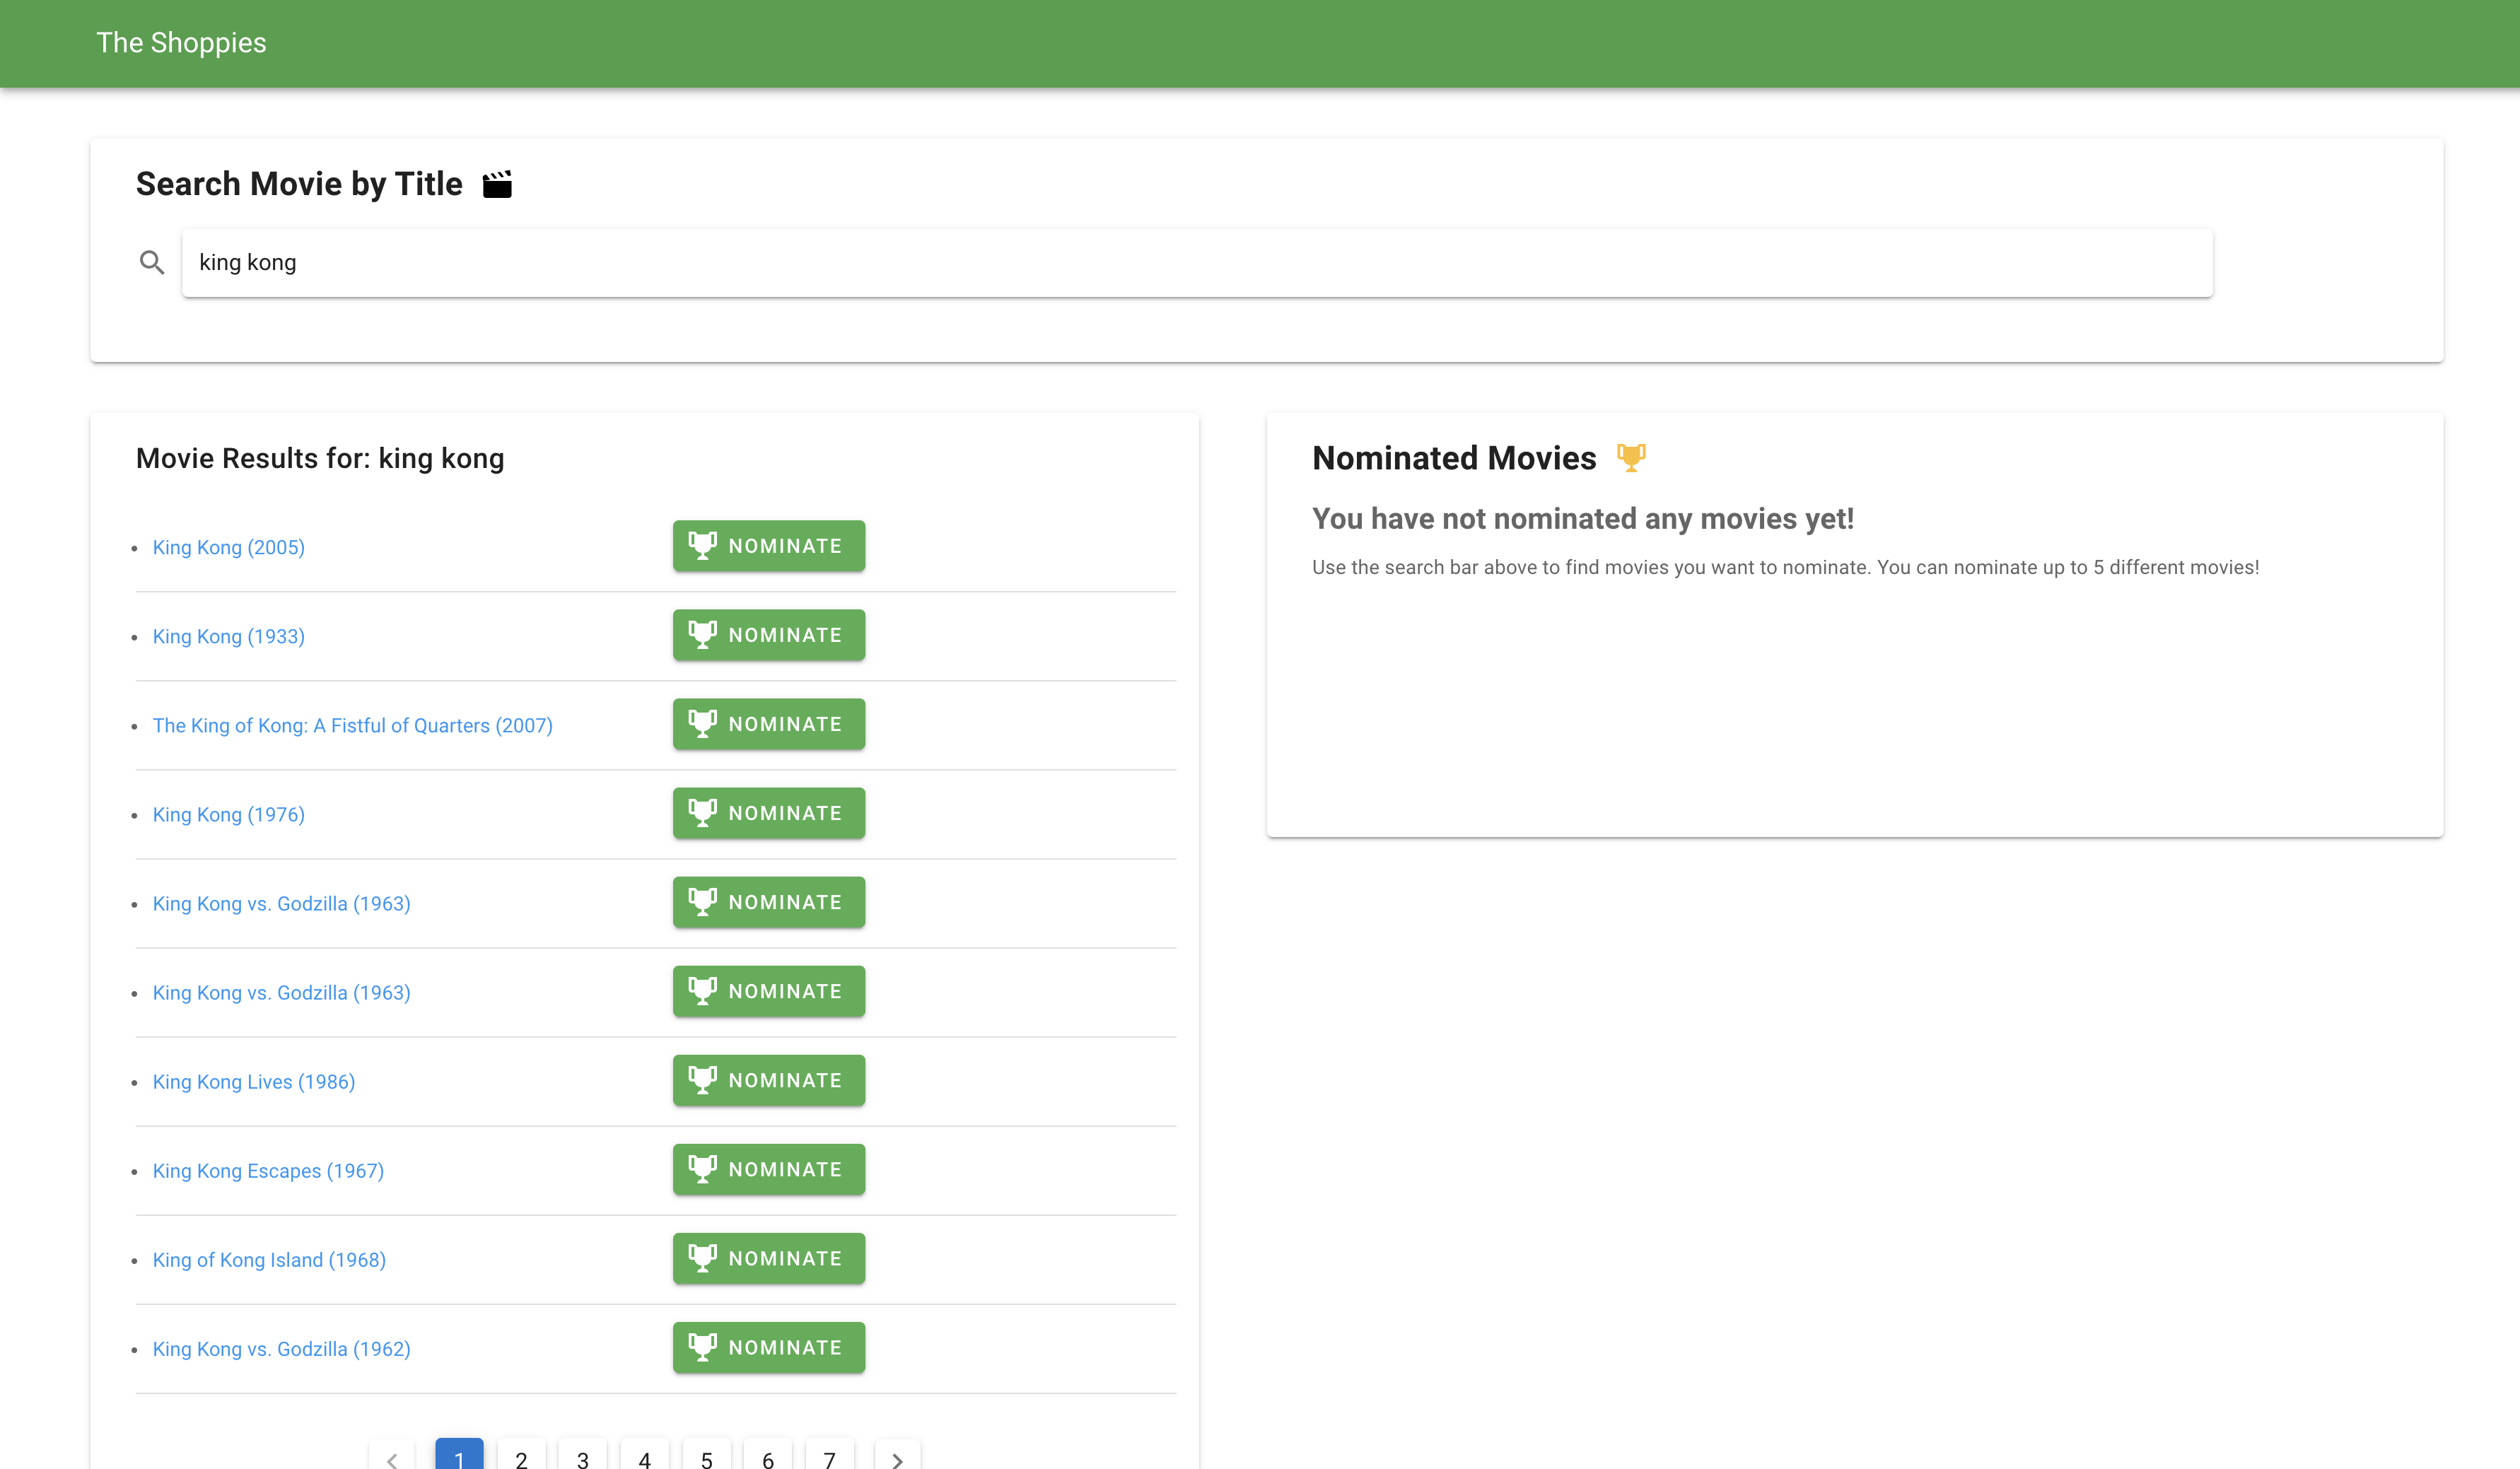 The Shoppies
Search Movie by Title
king kong
Movie Results for: king kong
King Kong (2005)
NOMINATE
King Kong (1933)
NOMINATE
The King of Kong: A Fistful of Quarters (2007)
NOMINATE
King Kong (1976)
NOMINATE
King Kong vs. Godzilla (1963)
NOMINATE
King Kong vs. Godzilla (1963)
NOMINATE
King Kong Lives (1986)
NOMINATE
King Kong Escapes (1967)
NOMINATE
King of Kong Island (1968)
NOMINATE
King Kong vs. Godzilla (1962)
NOMINATE
1 2 3 4 5 6 7
Nominated Movies
You have not nominated any movies yet!
Use the search bar above to find movies you want to nominate. You can nominate up to 5 different movies!